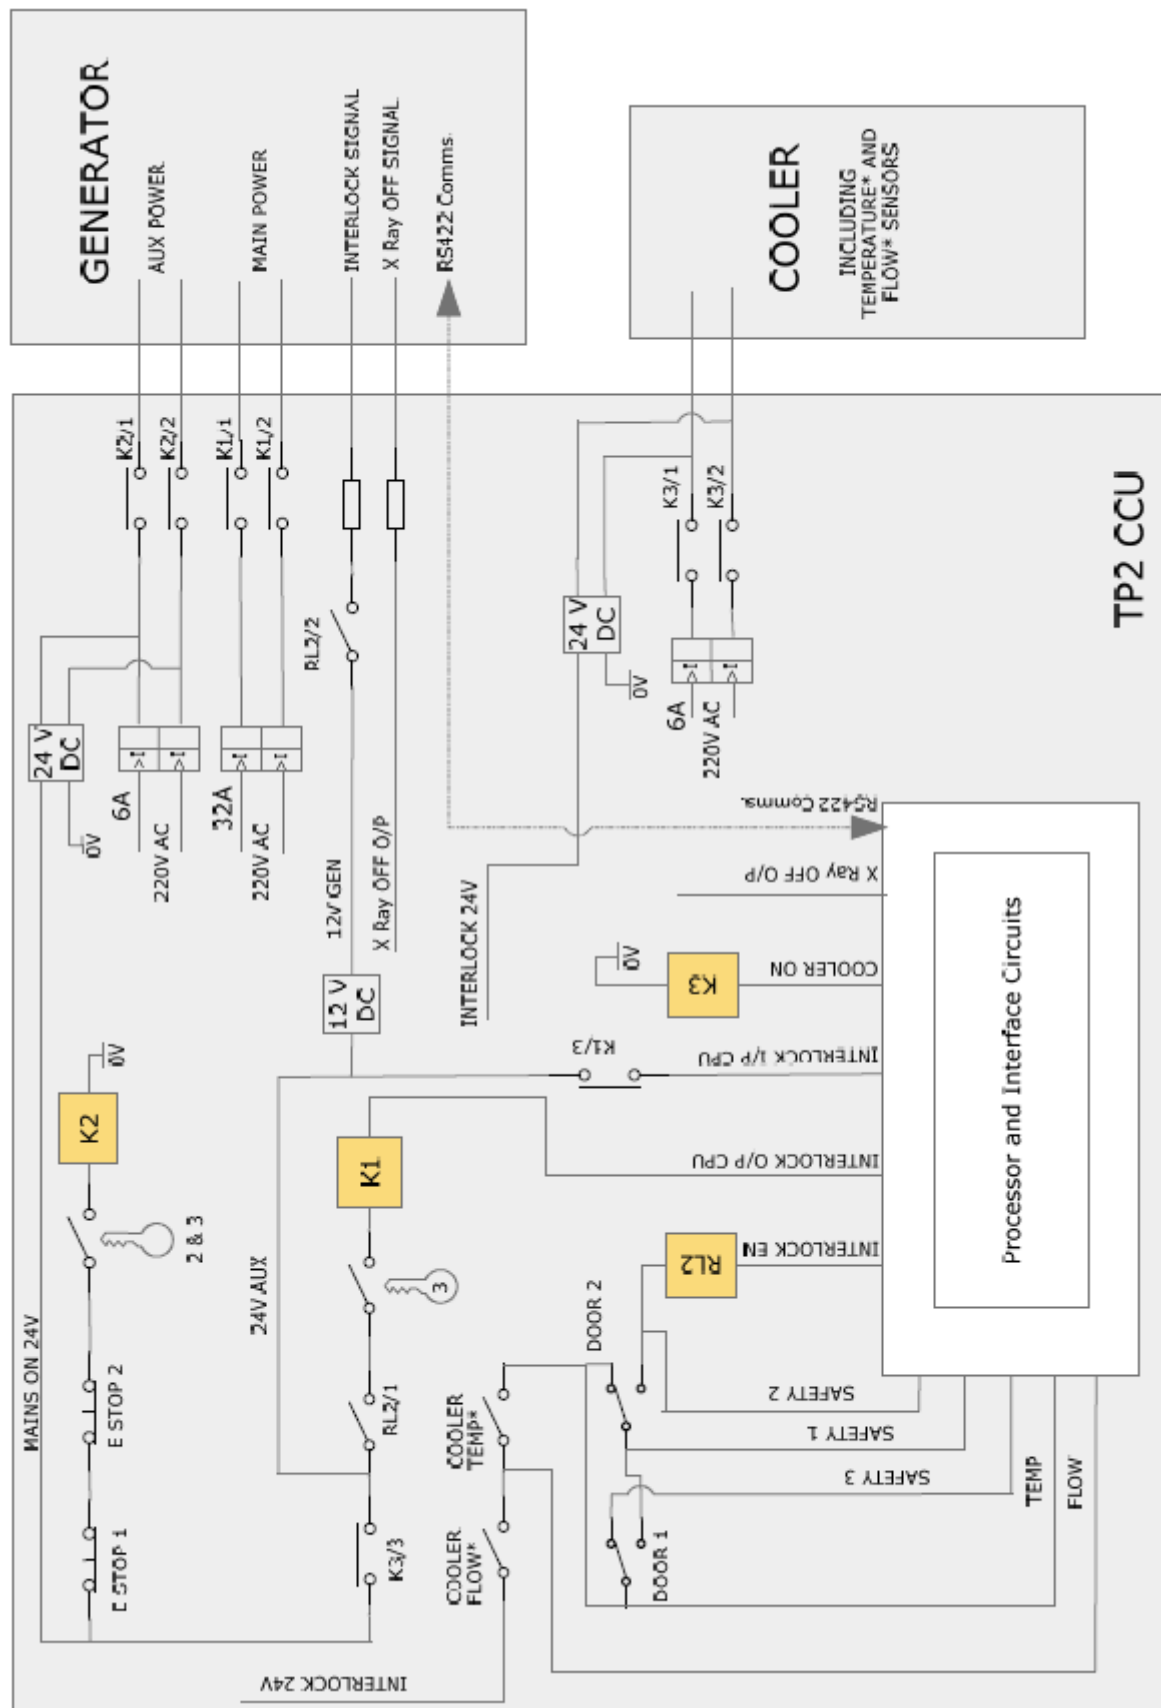 GENERATOR
AUX POWER
MAIN POWER
INTERLOCK SIGNAL
X Ray OFF SIGNAL
RS422 Comms.
COOLER
INCLUDING
TEMPERATURE* AND
FLOW* SENSORS
K2/1
K2/2
K1/1
K1/2
RL2/2
K3/1
K3/2
24 V
DC
0V
6A
220V AC
32A
220V AC
24 V
DC
0V
6A
220V AC
TP2 CCU
12V GEN
X Ray OFF O/P
12 V
DC
INTERLOCK 24V
RS422 Comms.
X Ray OFF O/P
COOLER ON
INTERLOCK I/P CPU
INTERLOCK O/P CPU
INTERLOCK EN
K3
0V
K1/3
K2
0V
K1
RL2
Processor and Interface Circuits
2 & 3
3
24V AUX
MAINS ON 24V
E STOP 2
E STOP 1
RL2/1
K3/3
COOLER
TEMP*
COOLER
FLOW*
DOOR 2
DOOR 1
SAFETY 2
SAFETY 1
SAFETY 3
TEMP
FLOW
INTERLOCK 24V